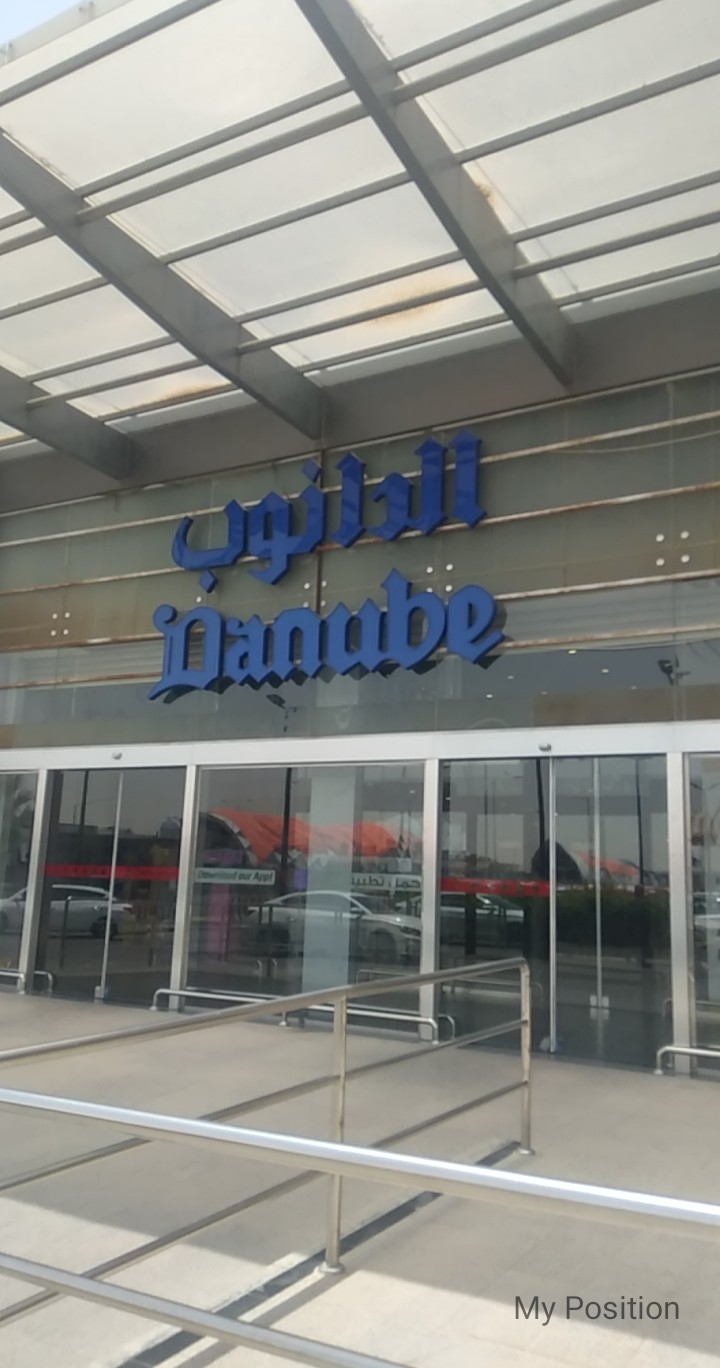 الدانوب
Danube
Download our App!
My Position